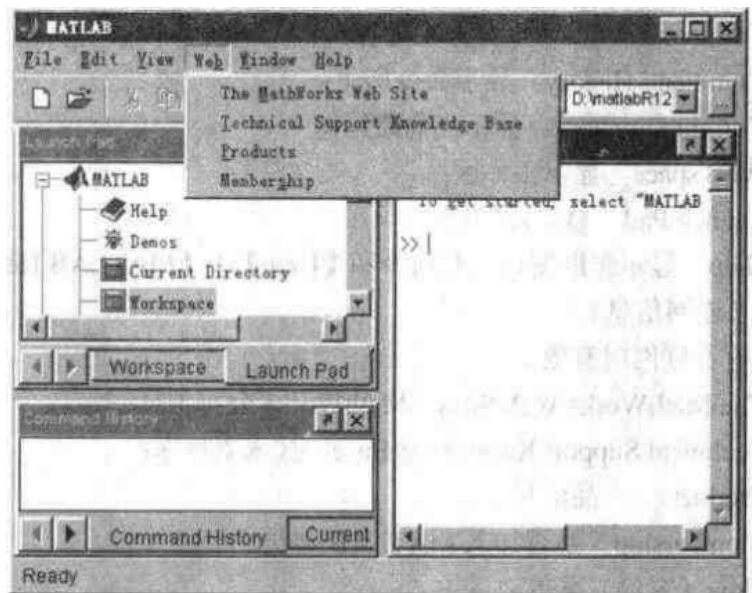 MATLAB
File Edit View Web Window Help
The MathWorks Web Site
Technical Support Knowledge Base
Products
Membership
D:\matlabR12
Launch Pad
MATLAB
Help
Demos
Current Directory
Workspace
Workspace Launch Pad
To get started, select "MATLAB
>>
Command History
Command History Current
Ready